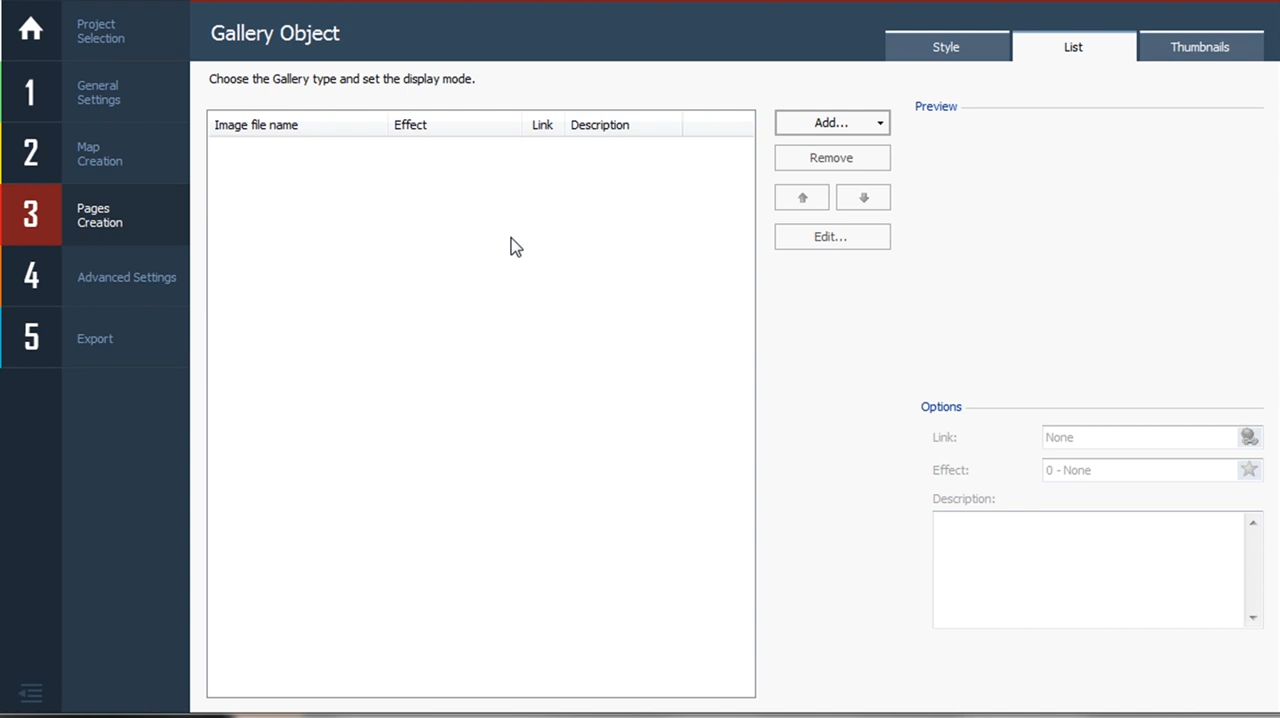 Project
Selection
1
General
Settings
2
Map
Creation
3
Pages
Creation
4
Advanced Settings
5
Export
Gallery Object
Style
List
Thumbnails
Choose the Gallery type and set the display mode.
Image file name
Effect
Link
Description
Add...
Remove
Edit...
Preview
Options
Link:
None
Effect:
0 - None
Description: